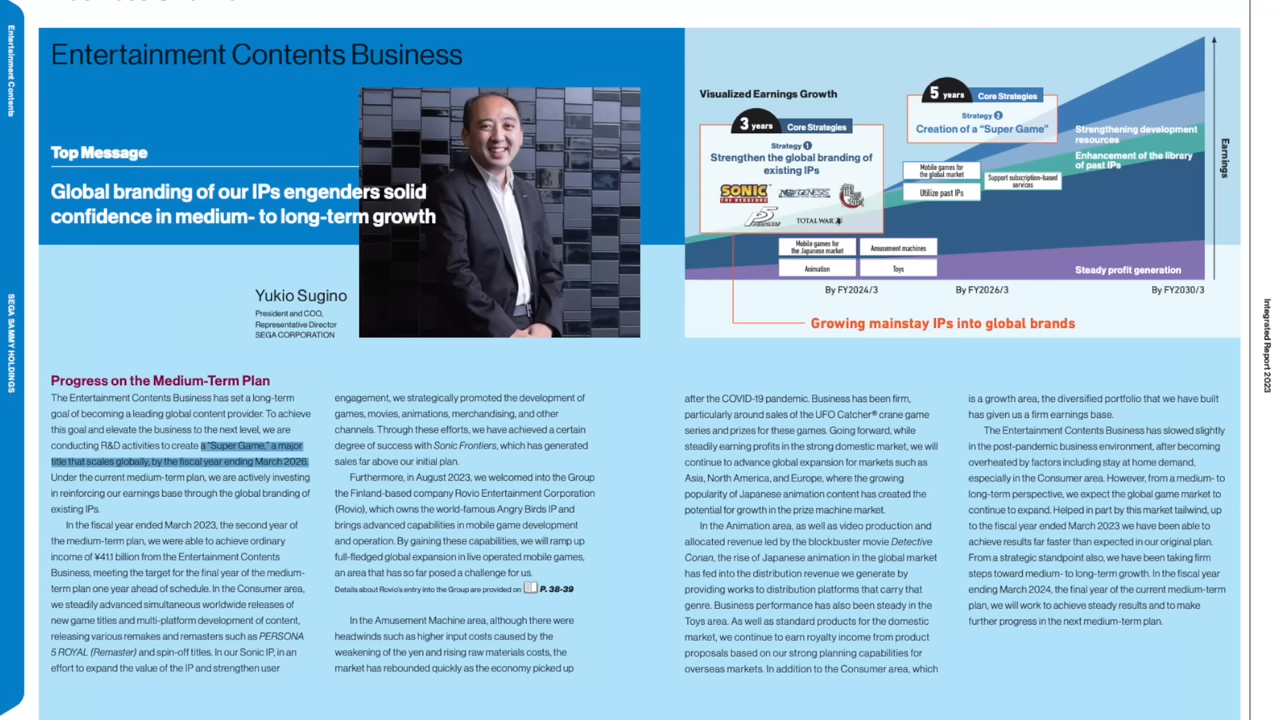 Entertainment Contents
SEGA SAMMY HOLDINGS
Entertainment Contents Business
Top Message
Global branding of our IPs engenders solid
confidence in medium- to long-term growth
Yukio Sugino
President and COO,
Representative Director
SEGA CORPORATION
Visualized Earnings Growth
3 years
Core Strategies
Strategy 1
Strengthen the global branding of
existing IPs
SONIC
THE HEDGEHOG
NEW GENESIS
P5
TOTAL WAR
5 years
Core Strategies
Strategy 2
Creation of a “Super Game”
Mobile games for
the global market
Utilize past IPs
Support subscription-based
services
Strengthening development
resources
Enhancement of the library
of past IPs
Mobile games for
the Japanese market
Amusement machines
Animation
Toys
Steady profit generation
Earnings
By FY2024/3
By FY2026/3
By FY2030/3
Growing mainstay IPs into global brands
Integrated Report 2023
Progress on the Medium-Term Plan
The Entertainment Contents Business has set a long-term
goal of becoming a leading global content provider. To achieve
this goal and elevate the business to the next level, we are
conducting R&D activities to create a “Super Game,” a major
title that scales globally, by the fiscal year ending March 2026.
Under the current medium-term plan, we are actively investing
in reinforcing our earnings base through the global branding of
existing IPs.
In the fiscal year ended March 2023, the second year of
the medium-term plan, we were able to achieve ordinary
income of ¥41.1 billion from the Entertainment Contents
Business, meeting the target for the final year of the medium-
term plan one year ahead of schedule. In the Consumer area,
we steadily advanced simultaneous worldwide releases of
new game titles and multi-platform development of content,
releasing various remakes and remasters such as PERSONA
5 ROYAL (Remaster) and spin-off titles. In our Sonic IP, in an
effort to expand the value of the IP and strengthen user
engagement, we strategically promoted the development of
games, movies, animations, merchandising, and other
channels. Through these efforts, we have achieved a certain
degree of success with Sonic Frontiers, which has generated
sales far above our initial plan.
Furthermore, in August 2023, we welcomed into the Group
the Finland-based company Rovio Entertainment Corporation
(Rovio), which owns the world-famous Angry Birds IP and
brings advanced capabilities in mobile game development
and operation. By gaining these capabilities, we will ramp up
full-fledged global expansion in live operated mobile games,
an area that has so far posed a challenge for us.
Details about Rovio’s entry into the Group are provided on P. 38-39
In the Amusement Machine area, although there were
headwinds such as higher input costs caused by the
weakening of the yen and rising raw materials costs, the
market has rebounded quickly as the economy picked up
after the COVID-19 pandemic. Business has been firm,
particularly around sales of the UFO Catcher® crane game
series and prizes for these games. Going forward, while
steadily earning profits in the strong domestic market, we will
continue to advance global expansion for markets such as
Asia, North America, and Europe, where the growing
popularity of Japanese animation content has created the
potential for growth in the prize machine market.
In the Animation area, as well as video production and
allocated revenue led by the blockbuster movie Detective
Conan, the rise of Japanese animation in the global market
has fed into the distribution revenue we generate by
providing works to distribution platforms that carry that
genre. Business performance has also been steady in the
Toys area. As well as standard products for the domestic
market, we continue to earn royalty income from product
proposals based on our strong planning capabilities for
overseas markets. In addition to the Consumer area, which
is a growth area, the diversified portfolio that we have built
has given us a firm earnings base.
The Entertainment Contents Business has slowed slightly
in the post-pandemic business environment, after becoming
overheated by factors including stay at home demand,
especially in the Consumer area. However, from a medium- to
long-term perspective, we expect the global game market to
continue to expand. Helped in part by this market tailwind, up
to the fiscal year ended March 2023 we have been able to
achieve results far faster than expected in our original plan.
From a strategic standpoint also, we have been taking firm
steps toward medium- to long-term growth. In the fiscal year
ending March 2024, the final year of the current medium-term
plan, we will work to achieve steady results and to make
further progress in the next medium-term plan.